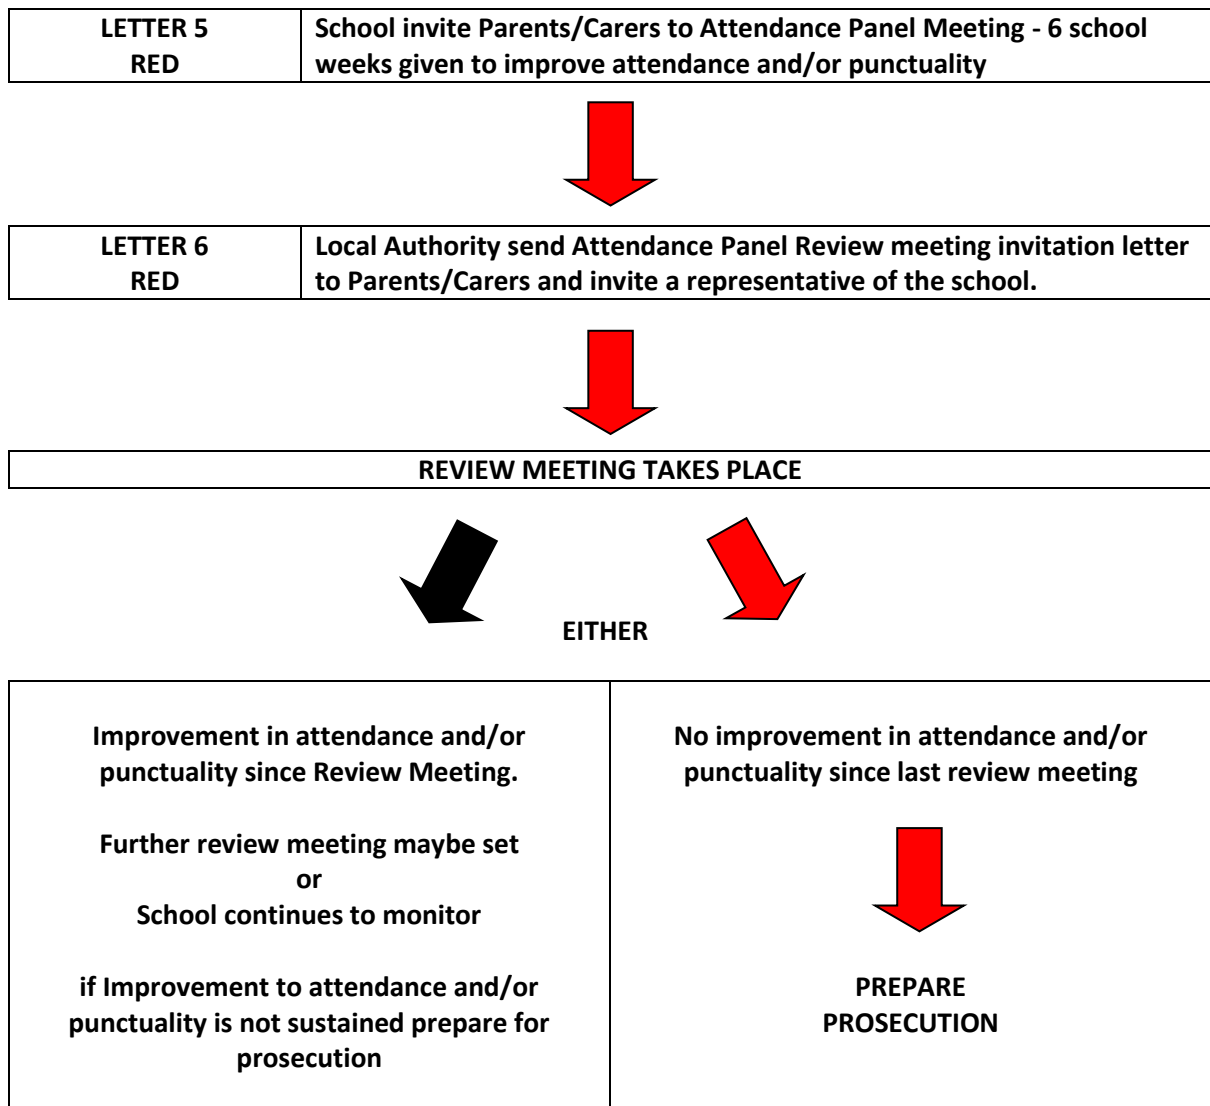 LETTER 5
RED
School invite Parents/Carers to Attendance Panel Meeting - 6 school
weeks given to improve attendance and/or punctuality
LETTER 6
RED
Local Authority send Attendance Panel Review meeting invitation letter
to Parents/Carers and invite a representative of the school.
REVIEW MEETING TAKES PLACE
EITHER
Improvement in attendance and/or
punctuality since Review Meeting.
Further review meeting maybe set
or
School continues to monitor
if Improvement to attendance and/or
punctuality is not sustained prepare for
prosecution
No improvement in attendance and/or
punctuality since last review meeting
PREPARE
PROSECUTION